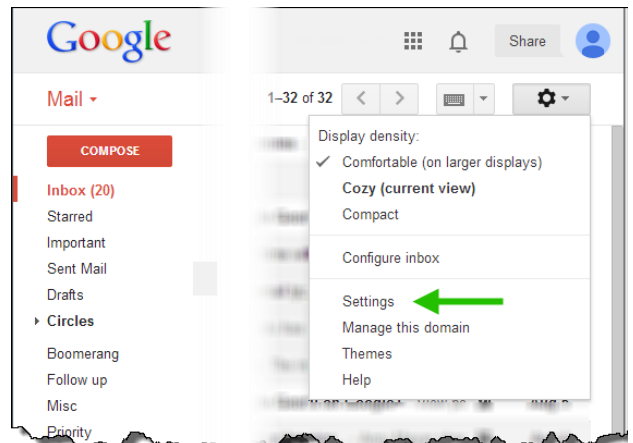 Google
Share
Mail
1–32 of 32
COMPOSE
Inbox (20)
Starred
Important
Sent Mail
Drafts
Circles
Boomerang
Follow up
Misc
Priority
Display density:
✓ Comfortable (on larger displays)
Cozy (current view)
Compact
Configure inbox
Settings
Manage this domain
Themes
Help